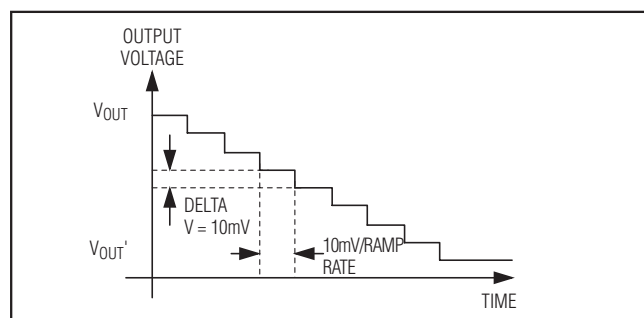 OUTPUT
VOLTAGE
VOUT
DELTA
V = 10mV
VOUT'
10mV/RAMP
RATE
TIME